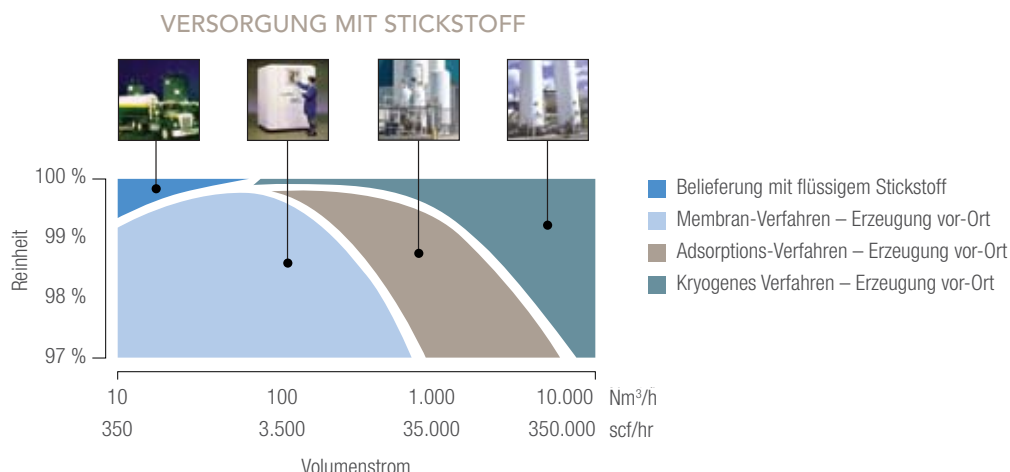 VERSORGUNG MIT STICKSTOFF
100 %
99 %
98 %
97 %
Reinheit
Belieferung mit flüssigem Stickstoff
Membran-Verfahren – Erzeugung vor-Ort
Adsorptions-Verfahren – Erzeugung vor-Ort
Kryogenes Verfahren – Erzeugung vor-Ort
10 100 1.000 10.000 Nm³/h
350 3.500 35.000 350.000 scf/hr
Volumenstrom